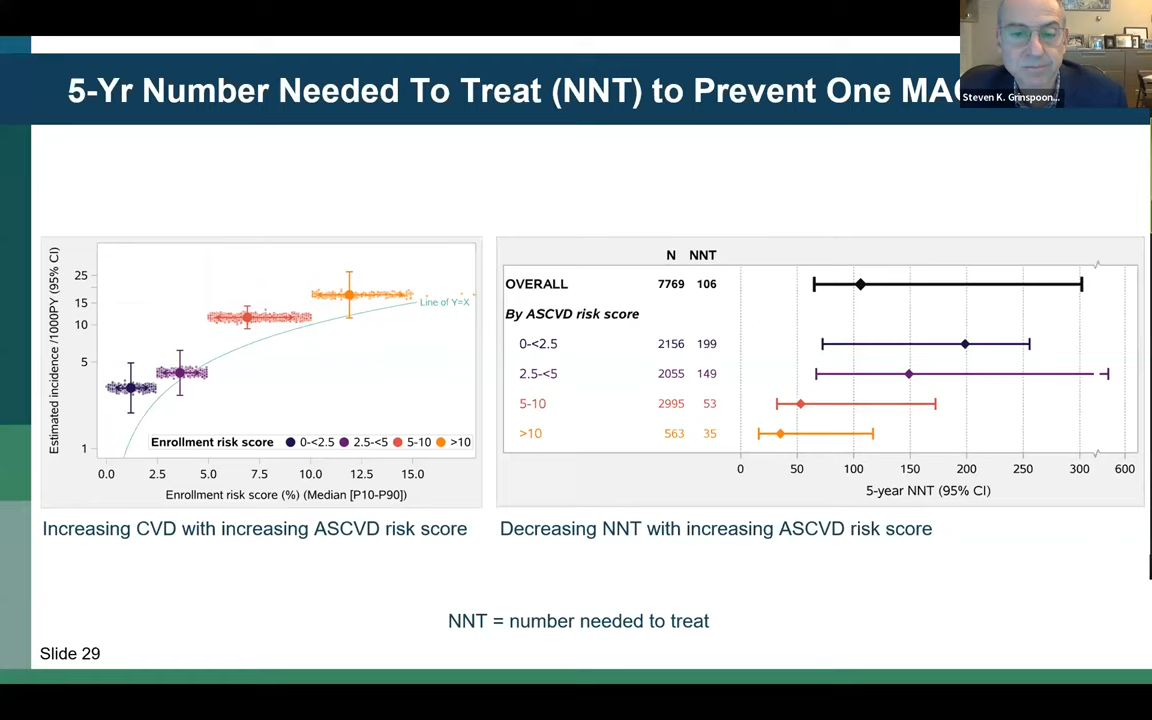 5-Yr Number Needed To Treat (NNT) to Prevent One
Steven K. Grinspoon...
Estimated incidence /1000PY (95% CI)
25
15
10
5
1
Line of Y=X
Enrollment risk score 0-<2.5 2.5-<5 5-10 >10
0.0 2.5 5.0 7.5 10.0 12.5 15.0
Enrollment risk score (%) (Median [P10-P90])
Increasing CVD with increasing ASCVD risk score
N NNT
OVERALL 7769 106
By ASCVD risk score
0-<2.5 2156 199
2.5-<5 2055 149
5-10 2995 53
>10 563 35
0 50 100 150 200 250 300 600
5-year NNT (95% CI)
Decreasing NNT with increasing ASCVD risk score
NNT = number needed to treat
Slide 29